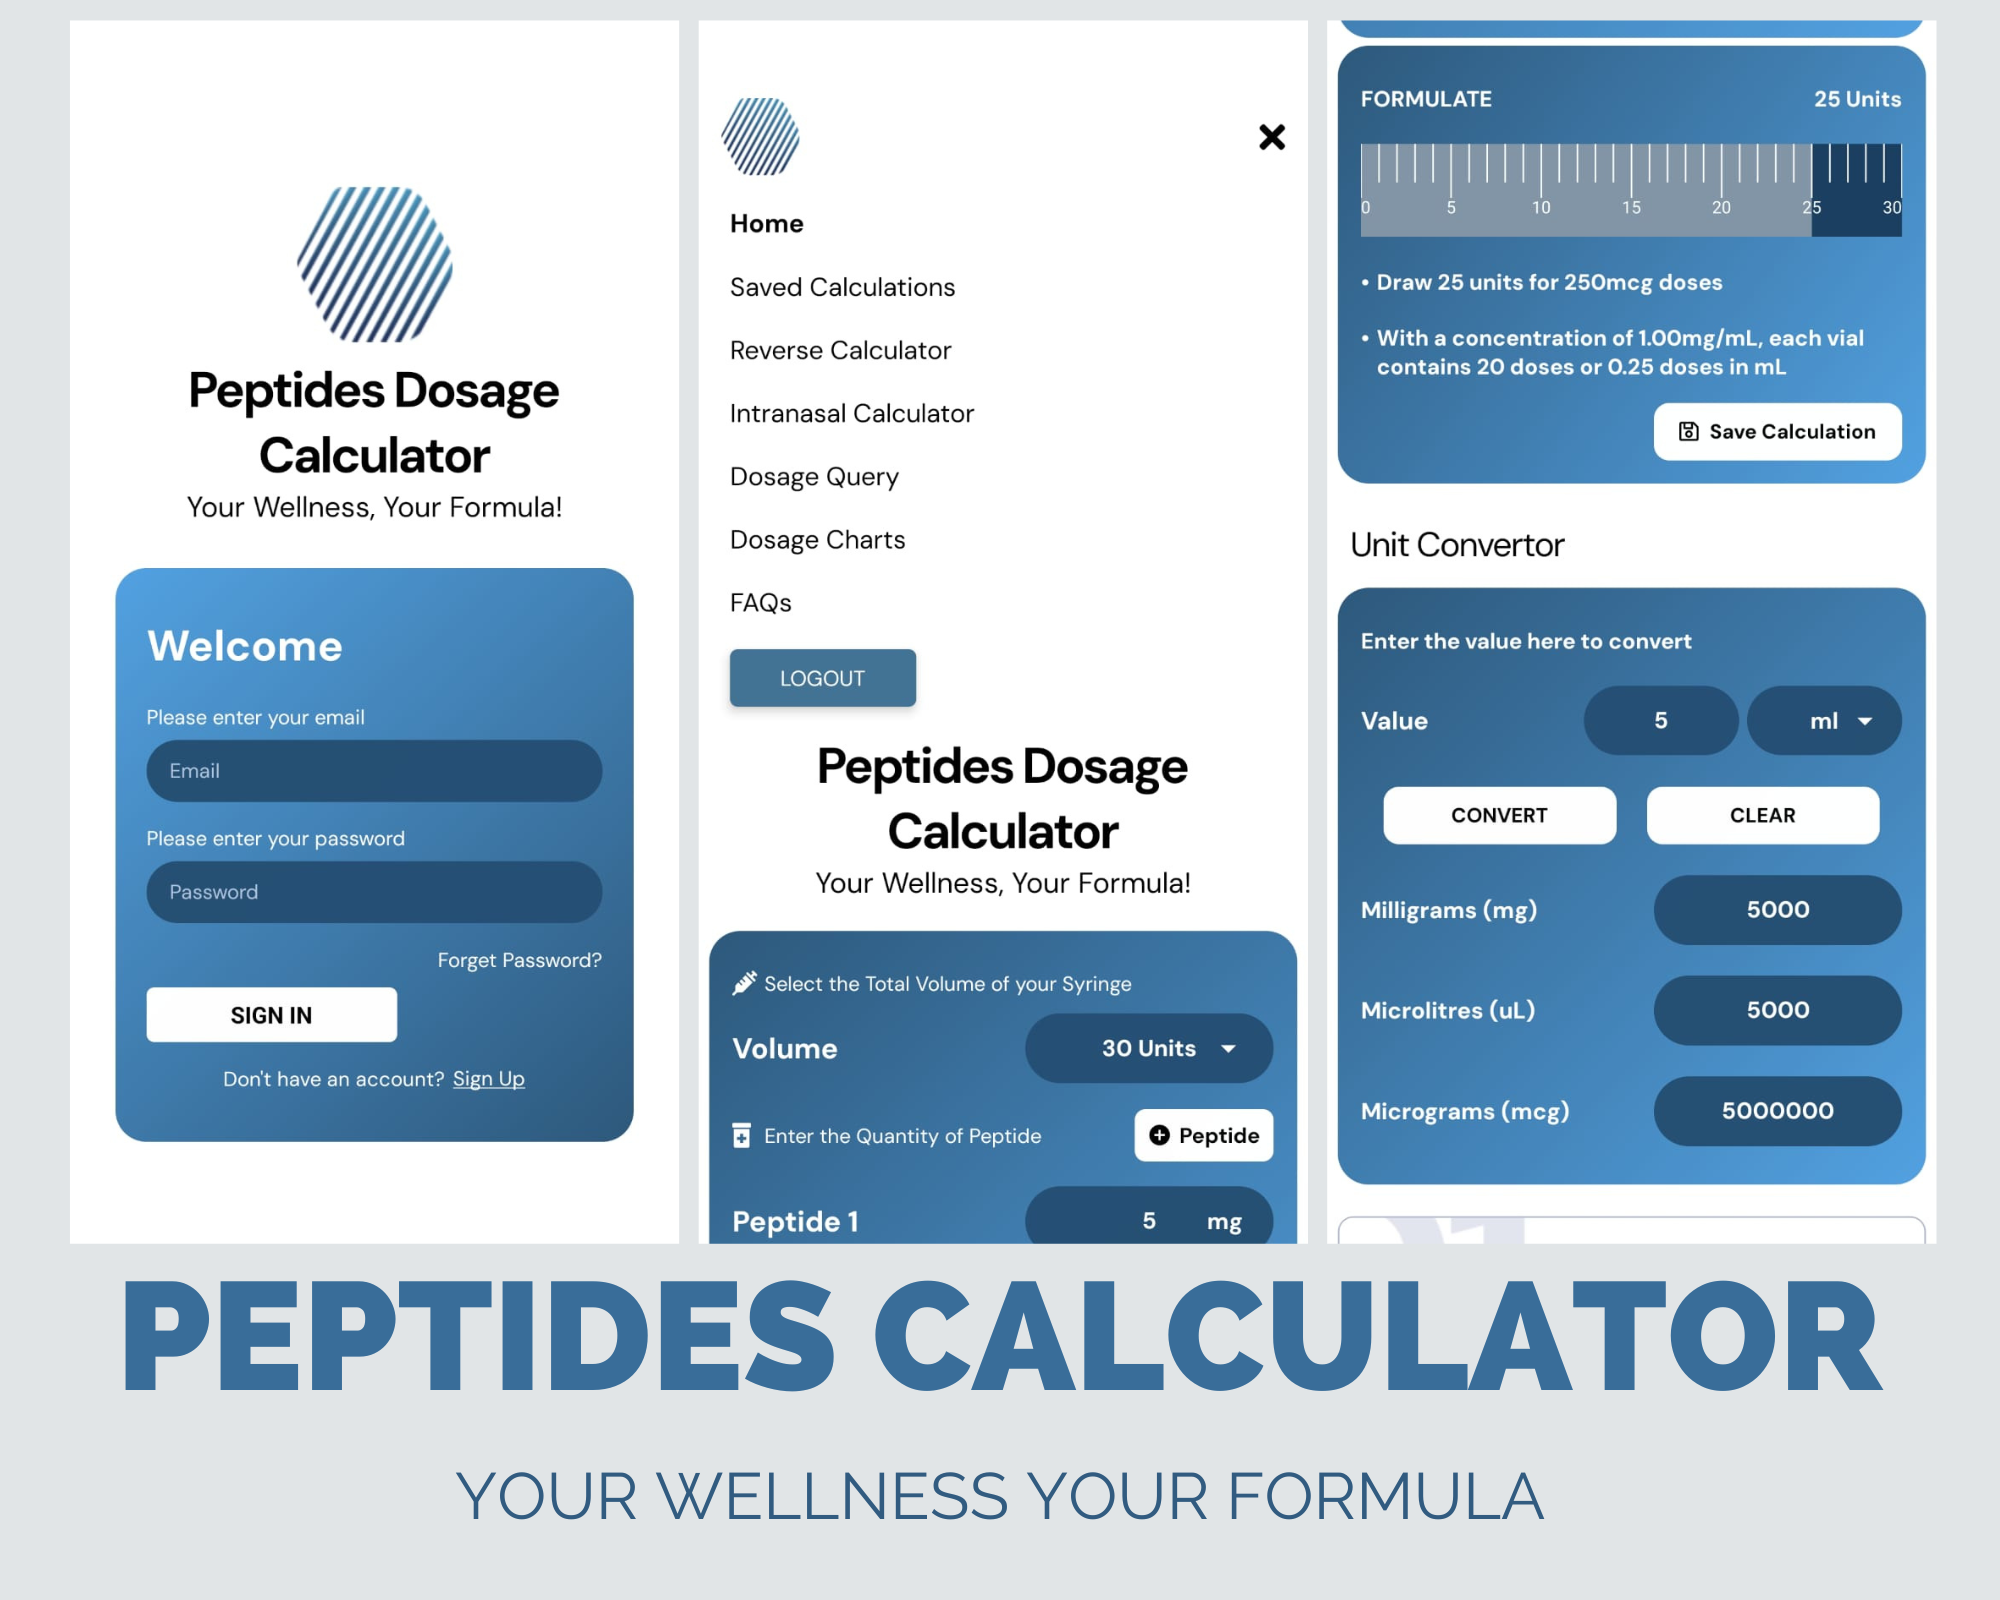 Peptides Dosage
Calculator
Your Wellness, Your Formula!
Welcome
Please enter your email
Email
Please enter your password
Password
Forget Password?
SIGN IN
Don't have an account? Sign Up
Home
Saved Calculations
Reverse Calculator
Intranasal Calculator
Dosage Query
Dosage Charts
FAQs
LOGOUT
Peptides Dosage
Calculator
Your Wellness, Your Formula!
Select the Total Volume of your Syringe
Volume 30 Units
Enter the Quantity of Peptide Peptide
Peptide 1 5 mg
FORMULATE 25 Units
0 5 10 15 20 25 30
• Draw 25 units for 250mcg doses
• With a concentration of 1.00mg/mL, each vial
contains 20 doses or 0.25 doses in mL
Save Calculation
Unit Convertor
Enter the value here to convert
Value 5 ml
CONVERT CLEAR
Milligrams (mg) 5000
Microlitres (uL) 5000
Micrograms (mcg) 5000000
PEPTIDES CALCULATOR
YOUR WELLNESS YOUR FORMULA